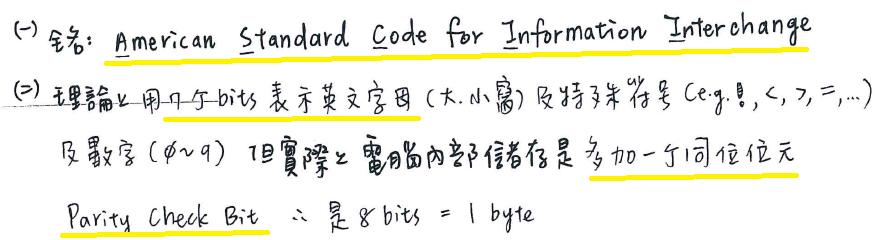 (一) 全名: American Standard Code for Information Interchange
(二) 理論上用7个bits表示英文字母(大.小寫)及特殊符号(e.g. !, <, >, =, ...)
及數字(ø~9) 但實際上電腦內部儲存是多加一个同位位元
Parity Check Bit ∴ 是 8 bits = 1 byte